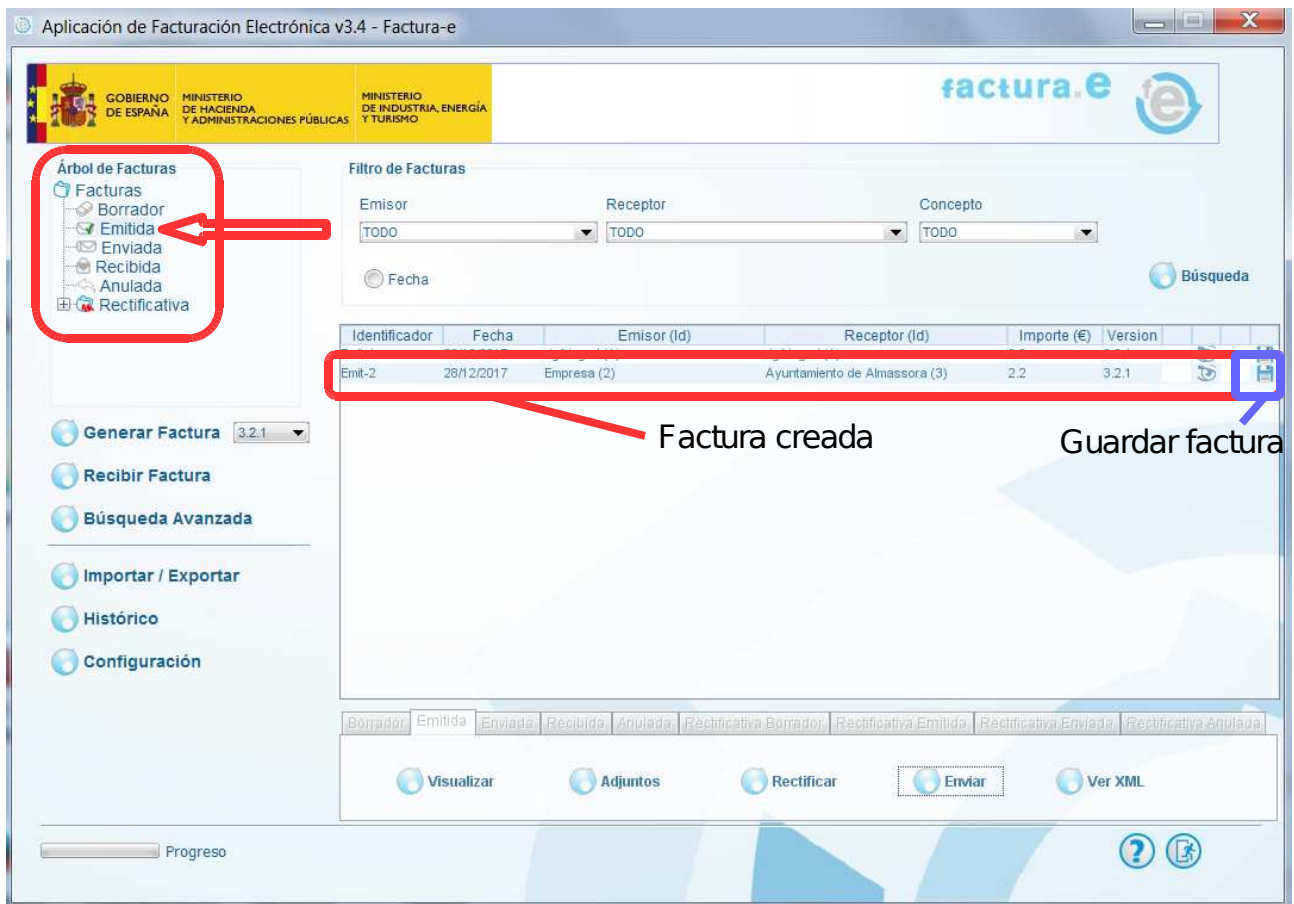 Aplicación de Facturación Electrónica v3.4 - Factura-e
GOBIERNO DE ESPAÑA
MINISTERIO DE HACIENDA Y ADMINISTRACIONES PÚBLICAS
MINISTERIO DE INDUSTRIA, ENERGÍA Y TURISMO
factura.e
e
Árbol de Facturas
Facturas
Borrador
Emitida
Enviada
Recibida
Anulada
Rectificativa
Filtro de Facturas
Emisor Receptor Concepto
TODO TODO TODO
Fecha
Búsqueda
Identificador Fecha Emisor (Id) Receptor (Id) Importe (€) Version
Emit-2 28/12/2017 Empresa (2) Ayuntamiento de Almassora (3) 2.2 3.2.1
Factura creada
Guardar factura
Generar Factura 3.2.1
Recibir Factura
Búsqueda Avanzada
Importar / Exportar
Histórico
Configuración
Borrador Emitida Enviada Recibida Anulada Rectificativa Borrador Rectificativa Emitida Rectificativa Enviada Rectificativa Anulada
Visualizar Adjuntos Rectificar Enviar Ver XML
Progreso
?